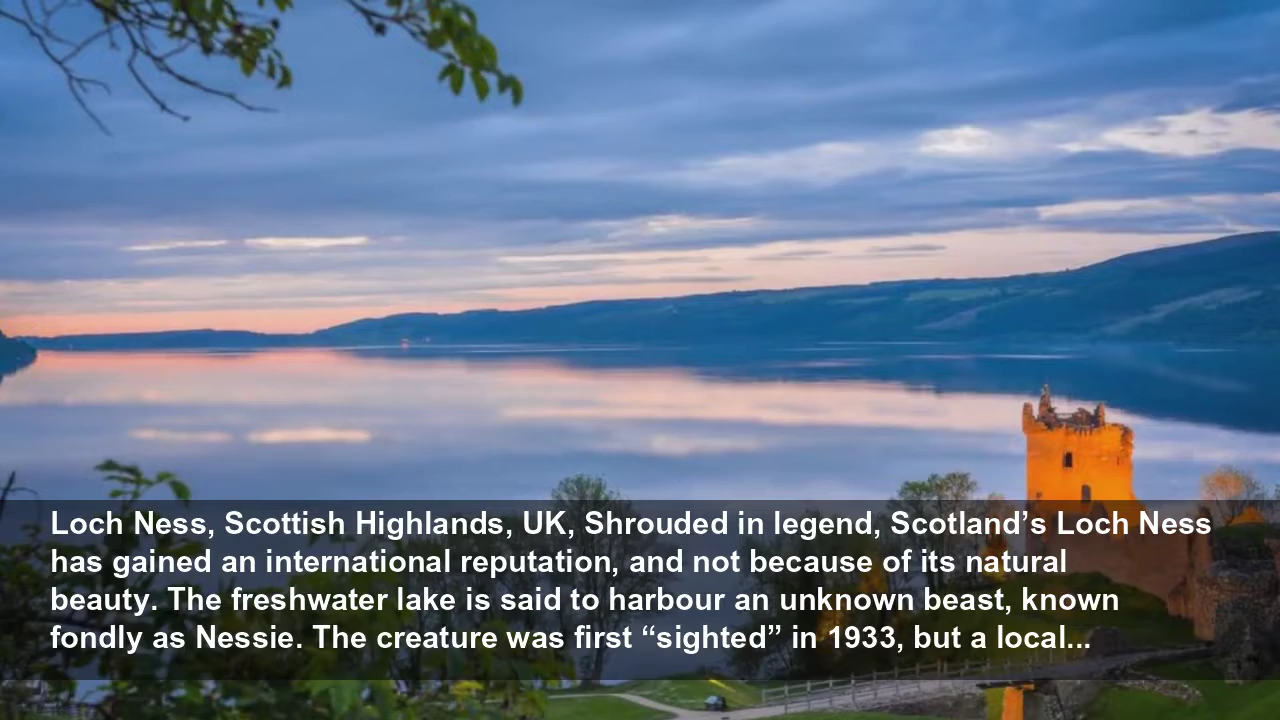 Loch Ness, Scottish Highlands, UK, Shrouded in legend, Scotland’s Loch Ness
has gained an international reputation, and not because of its natural
beauty. The freshwater lake is said to harbour an unknown beast, known
fondly as Nessie. The creature was first “sighted” in 1933, but a local...